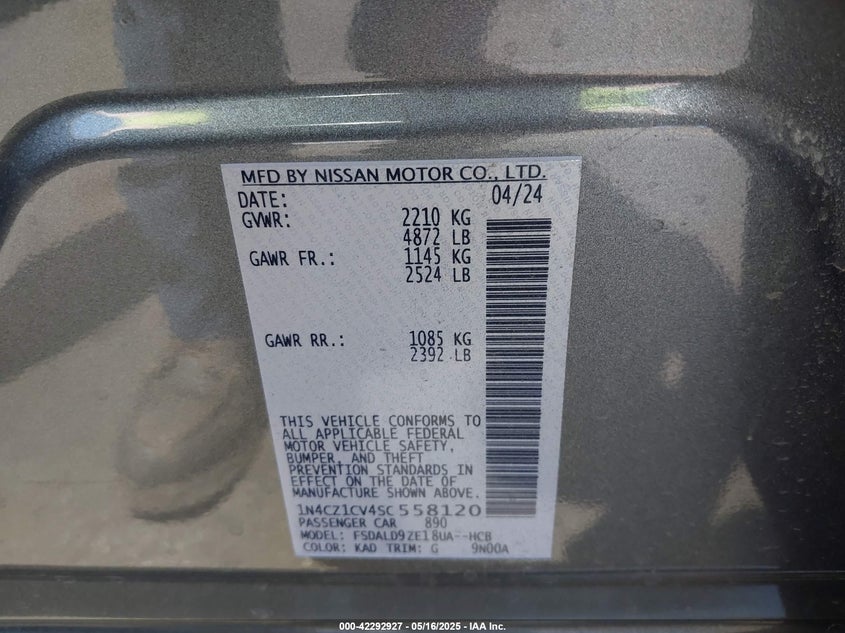 MFD BY NISSAN MOTOR CO., LTD.
DATE: 04/24
GVWR: 2210 KG
4872 LB
GAWR FR.: 1145 KG
2524 LB
GAWR RR.: 1085 KG
2392 LB
THIS VEHICLE CONFORMS TO
ALL APPLICABLE FEDERAL
MOTOR VEHICLE SAFETY,
BUMPER, AND THEFT
PREVENTION STANDARDS IN
EFFECT ON THE DATE OF
MANUFACTURE SHOWN ABOVE.
1N4CZ1CV4SC558120
PASSENGER CAR 890
MODEL: FSDALD9ZE18UA--HCB
COLOR: KAD TRIM: G 9N00A
000-42292927 - 05/16/2025 - IAA Inc.